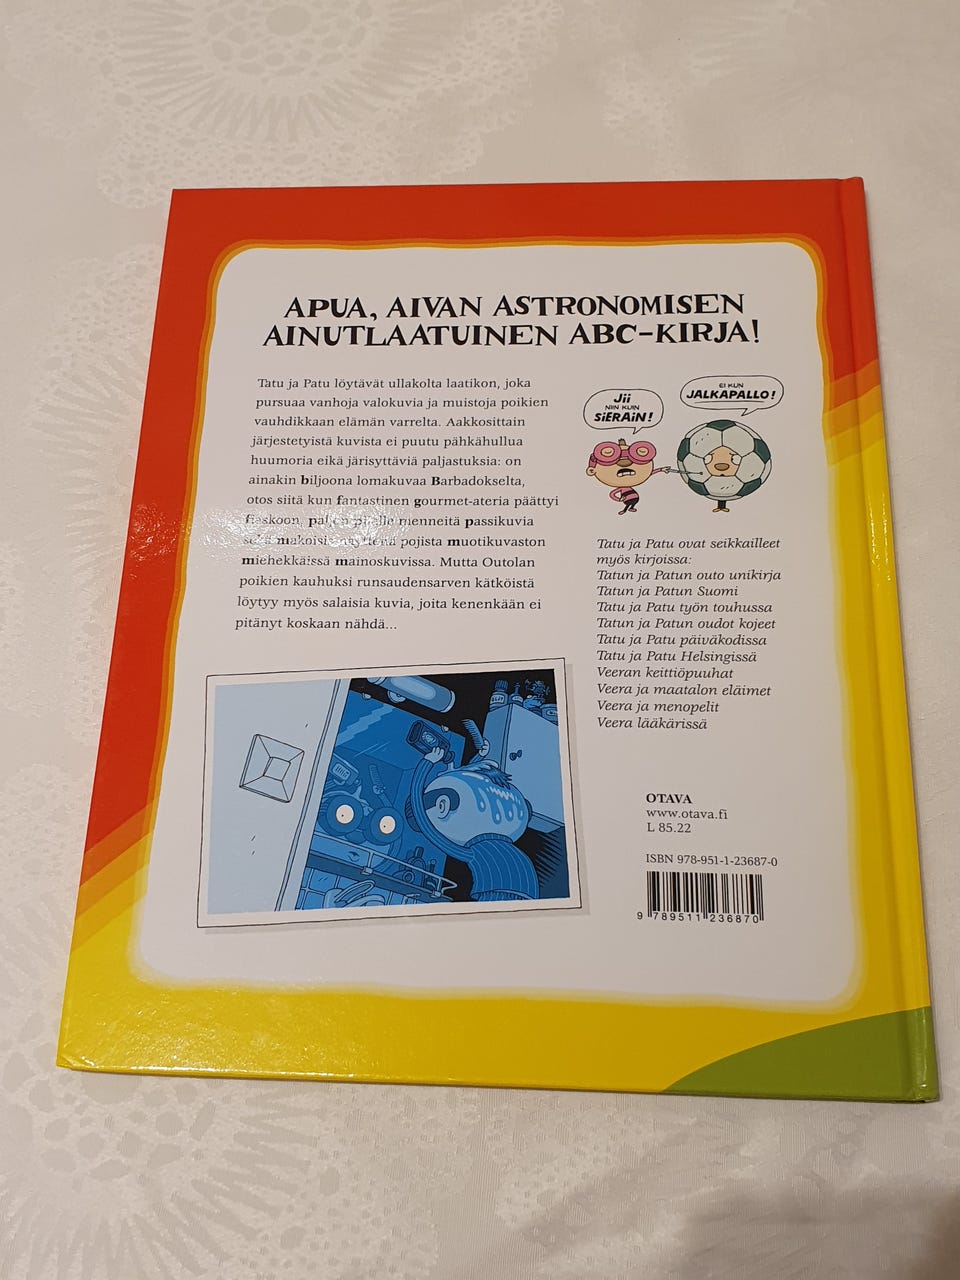 APUA, AIVAN ASTRONOMISEN
AINUTLAATUINEN ABC-KIRJA!
Tatu ja Patu löytävät ullakolta laatikon, joka
pursuaa vanhoja valokuvia ja muistoja poikien
vauhdikkaan elämän varrelta. Aakkosittain
järjestetyistä kuvista ei puutu pähkähullua
huumoria eikä järisyttäviä paljastuksia: on
ainakin biljoona lomakuvaa Barbadokselta,
otos siitä kun fantastinen gourmet-ateria päättyi
fiaskoon, paljon pieleen menneitä passikuvia
pojista muotikuvaston
miehekkäissä mainoskuvissa. Mutta Outolan
poikien kauhuksi runsaudensarven kätköistä
löytyy myös salaisia kuvia, joita kenenkään ei
pitänyt koskaan nähdä...
Jii
NIIN KUIN
SiERAiN!
EI KUN
JALKAPALLO!
Tatu ja Patu ovat seikkailleet
myös kirjoissa:
Tatun ja Patun outo unikirja
Tatun ja Patun Suomi
Tatu ja Patu työn touhussa
Tatun ja Patun oudot kojeet
Tatu ja Patu päiväkodissa
Tatu ja Patu Helsingissä
Veeran keittiöpuuhat
Veera ja maatalon eläimet
Veera ja menopelit
Veera lääkärissä
OTAVA
www.otava.fi
L 85.22
ISBN 978-951-1-23687-0
9 789511 236870